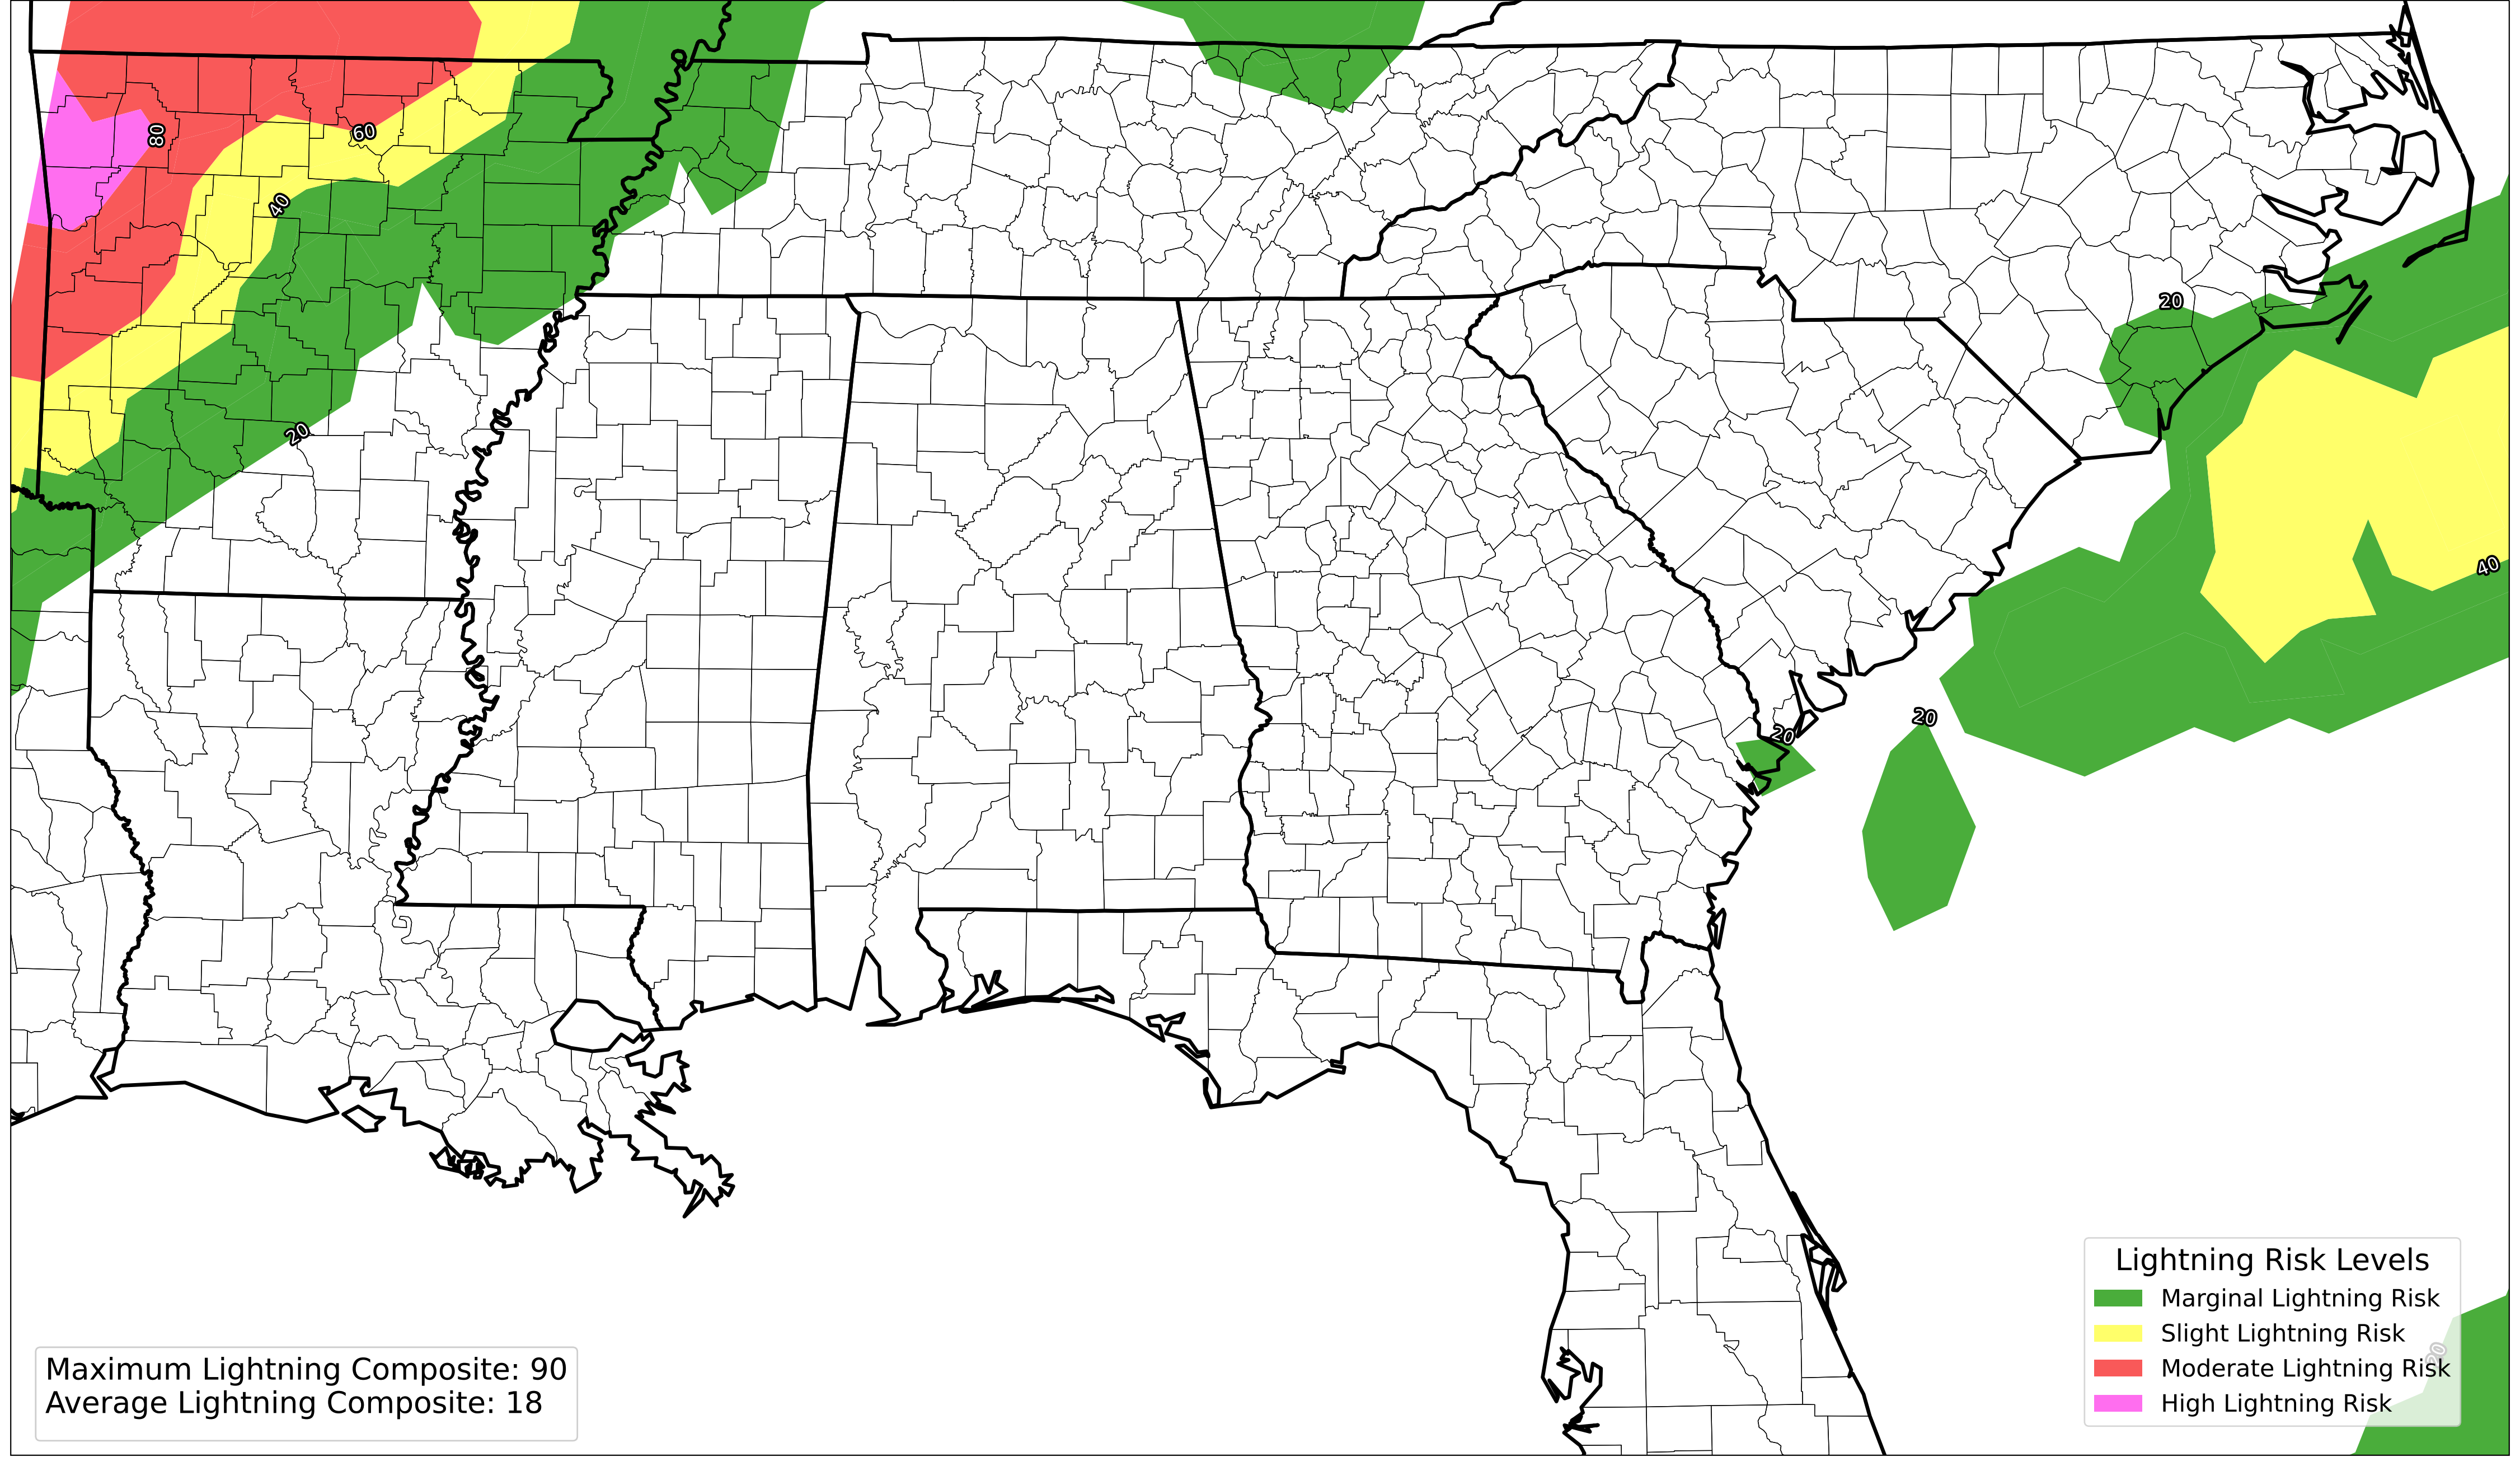 80
60
40
20
20
40
20
20
20
Lightning Risk Levels
Marginal Lightning Risk
Slight Lightning Risk
Moderate Lightning Risk
High Lightning Risk
Maximum Lightning Composite: 90
Average Lightning Composite: 18